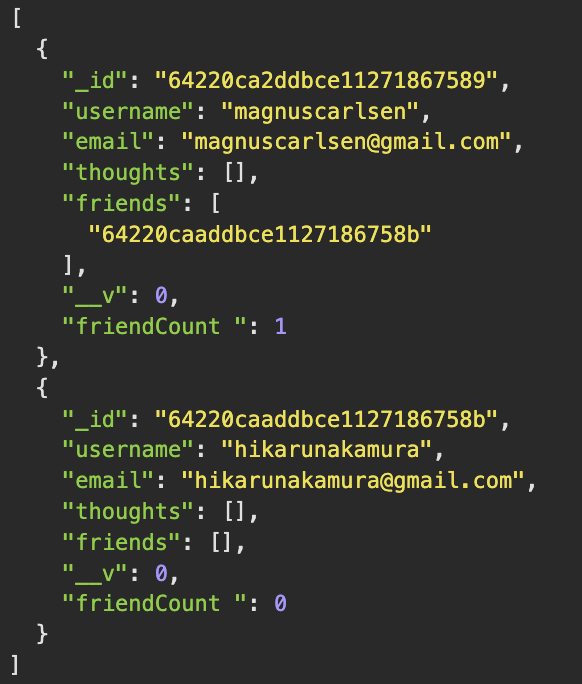 [
  {
    "_id": "64220ca2ddbce11271867589",
    "username": "magnuscarlsen",
    "email": "magnuscarlsen@gmail.com",
    "thoughts": [],
    "friends": [
      "64220caaddbce1127186758b"
    ],
    "__v": 0,
    "friendCount ": 1
  },
  {
    "_id": "64220caaddbce1127186758b",
    "username": "hikarunakamura",
    "email": "hikarunakamura@gmail.com",
    "thoughts": [],
    "friends": [],
    "__v": 0,
    "friendCount ": 0
  }
]